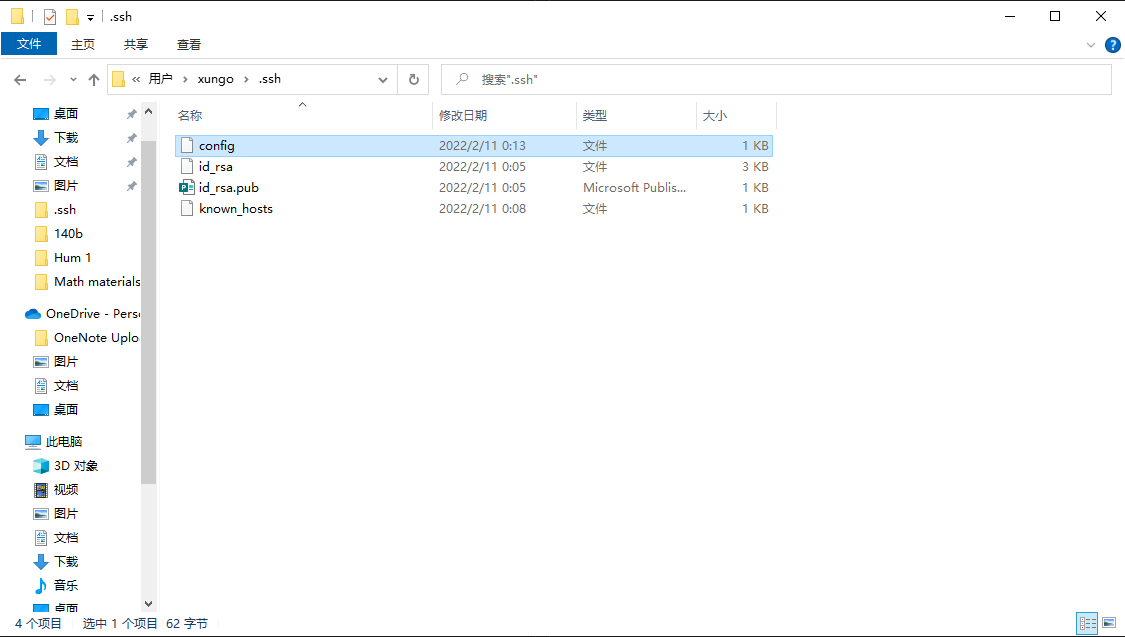 .ssh
文件 主页 共享 查看
« 用户 › xungo › .ssh
搜索".ssh"
桌面
下载
文档
图片
.ssh
140b
Hum 1
Math materials
OneDrive - Perso
OneNote Uplo
图片
文档
桌面
此电脑
3D 对象
视频
图片
文档
下载
音乐
桌面
名称 修改日期 类型 大小
config 2022/2/11 0:13 文件 1 KB
id_rsa 2022/2/11 0:05 文件 3 KB
id_rsa.pub 2022/2/11 0:05 Microsoft Publis... 1 KB
known_hosts 2022/2/11 0:08 文件 1 KB
4 个项目 选中 1 个项目 62 字节